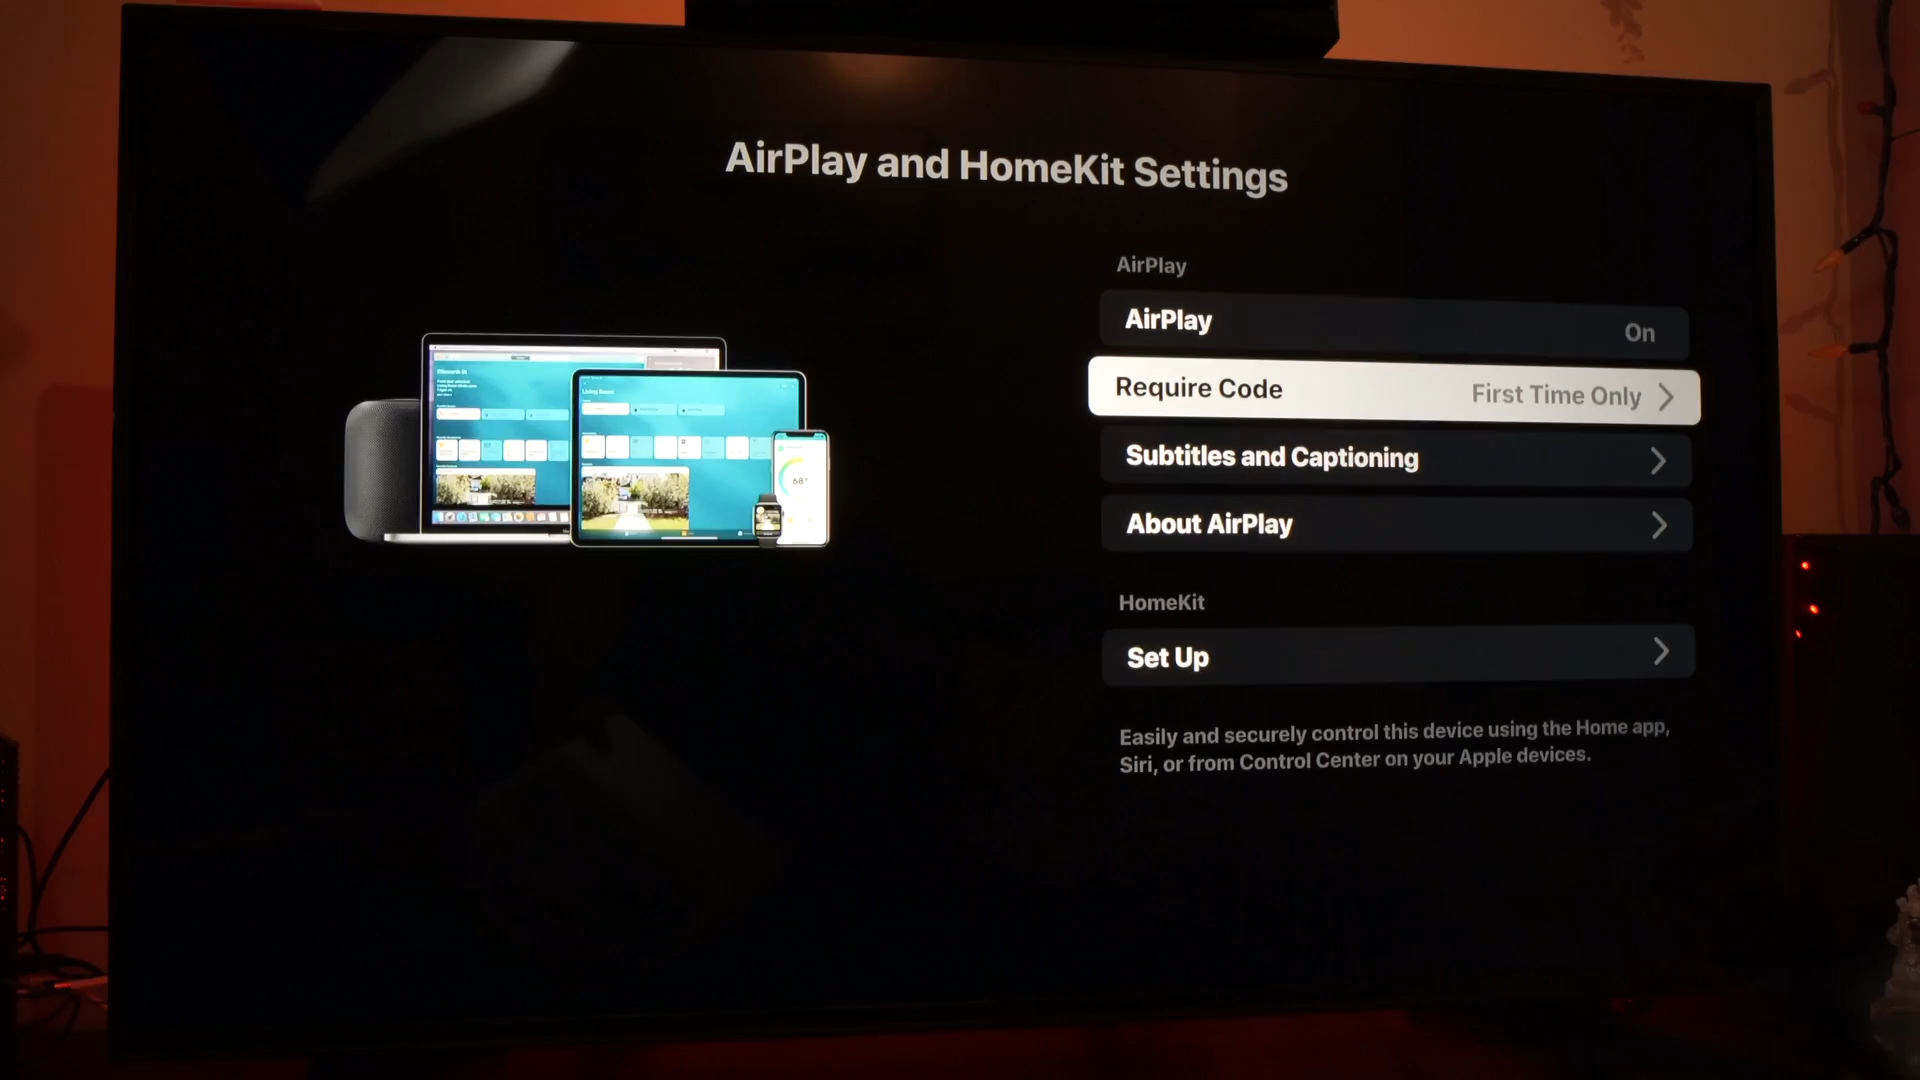 AirPlay and HomeKit Settings
AirPlay
AirPlay On
Require Code First Time Only
Subtitles and Captioning
About AirPlay
HomeKit
Set Up
Easily and securely control this device using the Home app,
Siri, or from Control Center on your Apple devices.